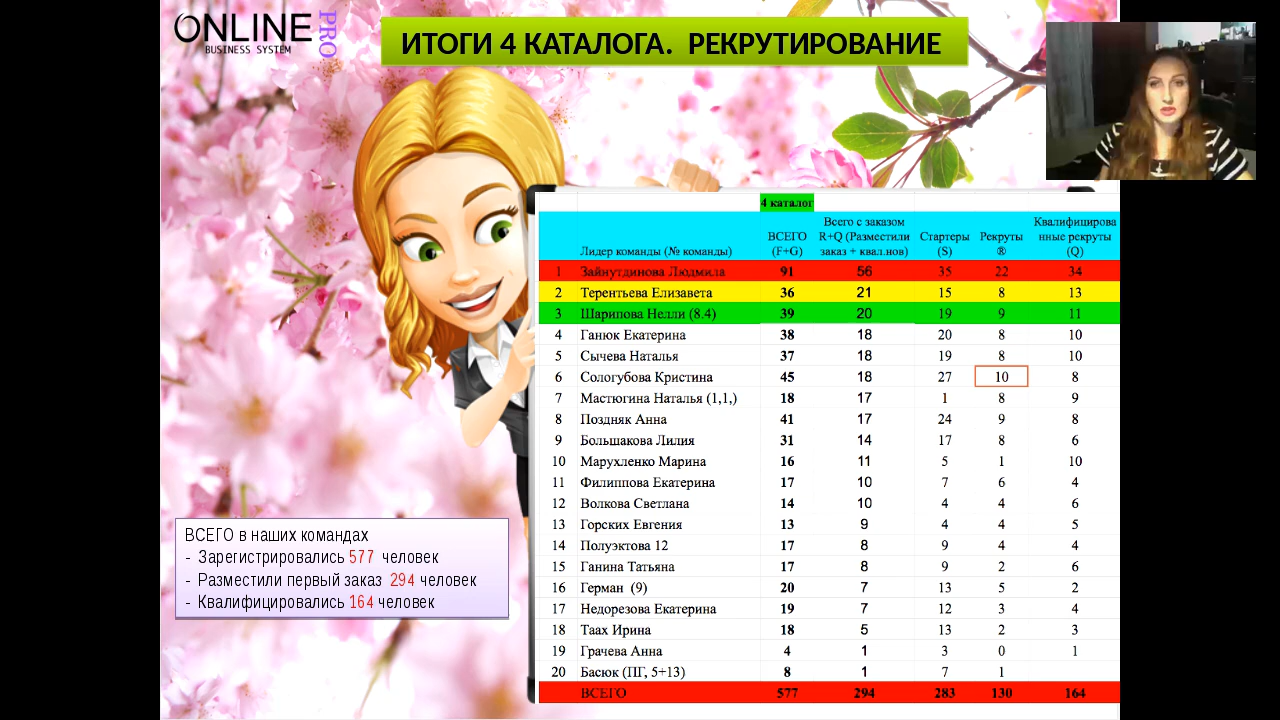 ONLINE PRO
BUSINESS SYSTEM
ИТОГИ 4 КАТАЛОГА. РЕКРУТИРОВАНИЕ
4 каталог
Лидер команды (№ команды) ВСЕГО (F+G) Всего с заказом R+Q (Разместили заказ + квал.нов) Стартеры (S) Рекруты ® Квалифицированные рекруты (Q)
1 Зайнутдинова Людмила 91 56 35 22 34
2 Терентьева Елизавета 36 21 15 8 13
3 Шарипова Нелли (8.4) 39 20 19 9 11
4 Ганюк Екатерина 38 18 20 8 10
5 Сычева Наталья 37 18 19 8 10
6 Сологубова Кристина 45 18 27 10 8
7 Мастюгина Наталья (1,1,) 18 17 1 8 9
8 Поздняк Анна 41 17 24 9 8
9 Большакова Лилия 31 14 17 8 6
10 Марухленко Марина 16 11 5 1 10
11 Филиппова Екатерина 17 10 7 6 4
12 Волкова Светлана 14 10 4 4 6
13 Горских Евгения 13 9 4 4 5
14 Полуэктова 12 17 8 9 4 4
15 Ганина Татьяна 17 8 9 2 6
16 Герман (9) 20 7 13 5 2
17 Недорезова Екатерина 19 7 12 3 4
18 Таах Ирина 18 5 13 2 3
19 Грачева Анна 4 1 3 0 1
20 Басюк (ПГ, 5+13) 8 1 7 1
ВСЕГО 577 294 283 130 164
ВСЕГО в наших командах
- Зарегистрировались 577 человек
- Разместили первый заказ 294 человек
- Квалифицировались 164 человек